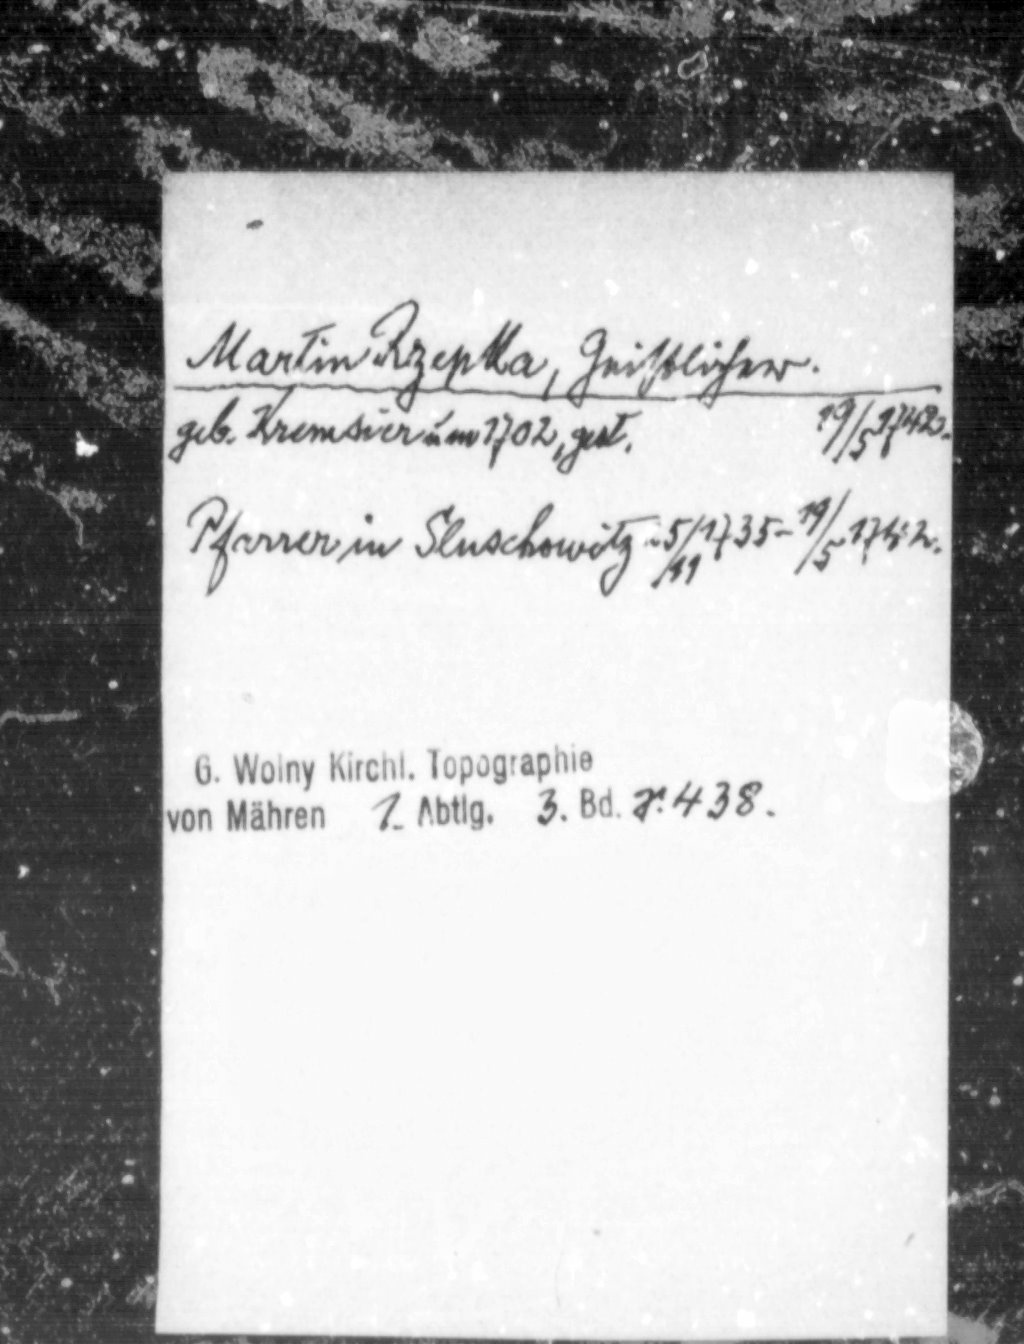 Martin Rzepka, Geistlicher.
geb. Kremsier um 1702, gest. 19/5 1742.
Pfarrer in Sluschowitz 5/11 1735 - 19/5 1742.
G. Wolny Kirchl. Topographie
von Mähren 1. Abtlg. 3. Bd. S. 438.